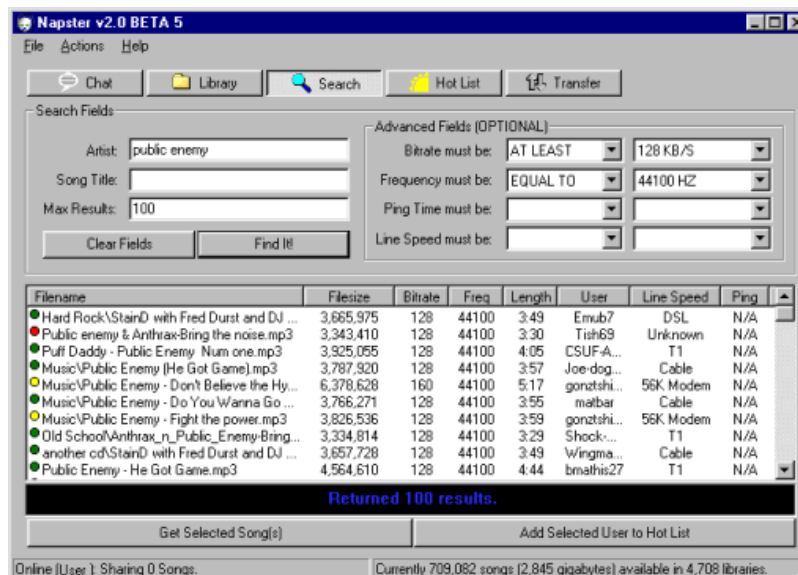 Napster v2.0 BETA 5
File Actions Help
Chat Library Search Hot List Transfer
Search Fields
Advanced Fields (OPTIONAL)
Artist: public enemy
Bitrate must be: AT LEAST 128 KB/S
Song Title:
Frequency must be: EQUAL TO 44100 HZ
Max Results: 100
Ping Time must be:
Clear Fields Find It!
Line Speed must be:
Filename Filesize Bitrate Freq Length User Line Speed Ping
Hard Rock\StainD with Fred Durst and DJ ... 3,665,975 128 44100 3:49 Emub7 DSL N/A
Public enemy & Anthrax-Bring the noise.mp3 3,343,410 128 44100 3:30 Tish69 Unknown N/A
Puff Daddy - Public Enemy Num one.mp3 3,925,055 128 44100 4:05 CSUF-A... T1 N/A
Music\Public Enemy (He Got Game).mp3 3,787,920 128 44100 3:57 Joe-dog... Cable N/A
Music\Public Enemy - Don't Believe the Hy... 6,378,628 160 44100 5:17 gonztshi... 56K Modem N/A
Music\Public Enemy - Do You Wanna Go ... 3,766,271 128 44100 3:55 matbar Cable N/A
Music\Public Enemy - Fight the power.mp3 3,826,536 128 44100 3:59 gonztshi... 56K Modem N/A
Old School\Anthrax_n_Public_Enemy-Bring... 3,334,814 128 44100 3:29 Shock-... T1 N/A
another cd\StainD with Fred Durst and DJ ... 3,657,728 128 44100 3:49 Wingma... Cable N/A
Public Enemy - He Got Game.mp3 4,564,610 128 44100 4:44 bmathis27 T1 N/A
Returned 100 results.
Get Selected Song(s) Add Selected User to Hot List
Online (User ): Sharing 0 Songs. Currently 709,082 songs (2,845 gigabytes) available in 4,708 libraries.